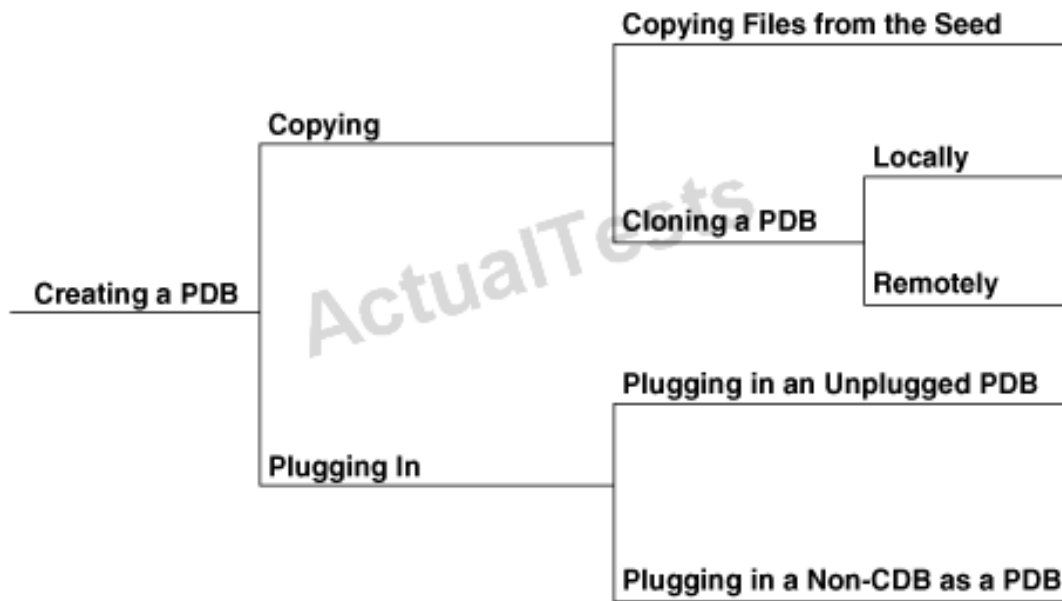 Copying Files from the Seed
Copying
Locally
Cloning a PDB
Remotely
Creating a PDB
Plugging in an Unplugged PDB
Plugging In
Plugging in a Non-CDB as a PDB
ActualTests